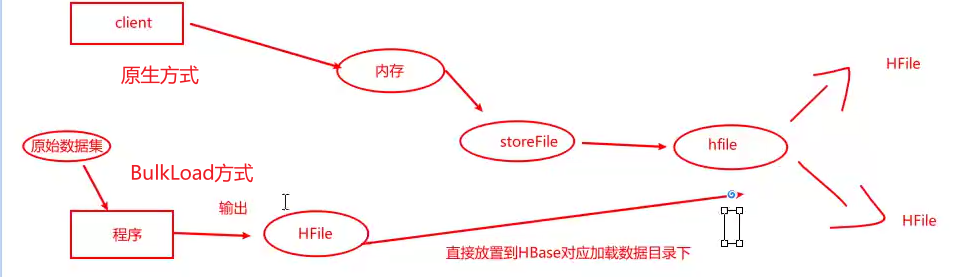 client
原生方式
内存
storeFile
hfile
HFile
HFile
原始数据集
BulkLoad方式
程序
输出
HFile
直接放置到HBase对应加载数据目录下